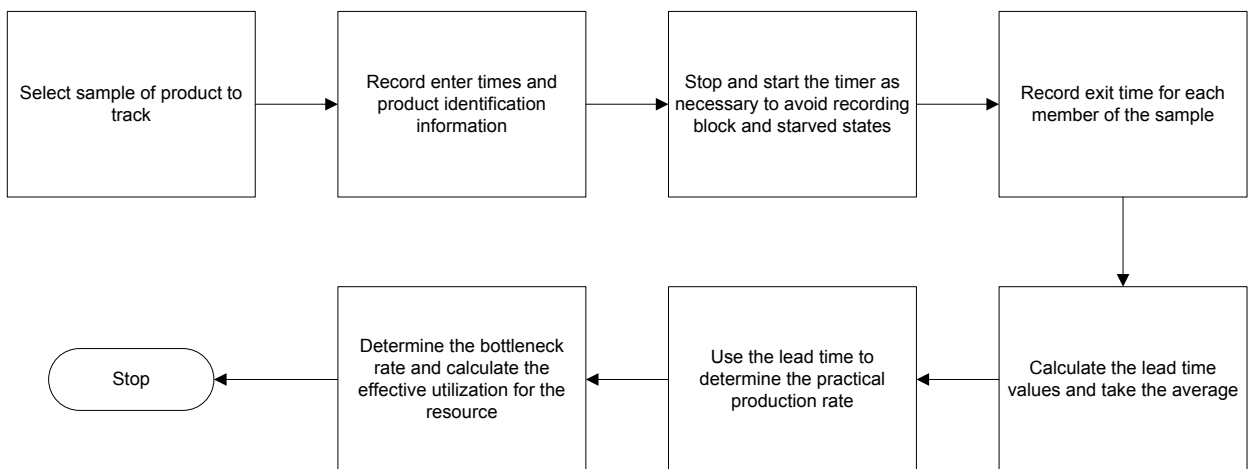 Select sample of product to
track
Record enter times and
product identification
information
Stop and start the timer as
necessary to avoid recording
block and starved states
Record exit time for each
member of the sample
Calculate the lead time
values and take the average
Use the lead time to
determine the practical
production rate
Determine the bottleneck
rate and calculate the
effective utilization for the
resource
Stop